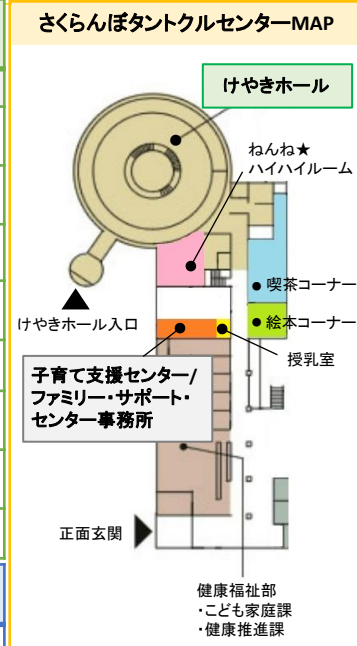 さくらんぼタントクルセンターMAP
けやきホール
ねんね★
ハイハイルーム
喫茶コーナー
けやきホール入口
絵本コーナー
授乳室
子育て支援センター/
ファミリー・サポート・
センター事務所
正面玄関
健康福祉部
・こども家庭課
・健康推進課